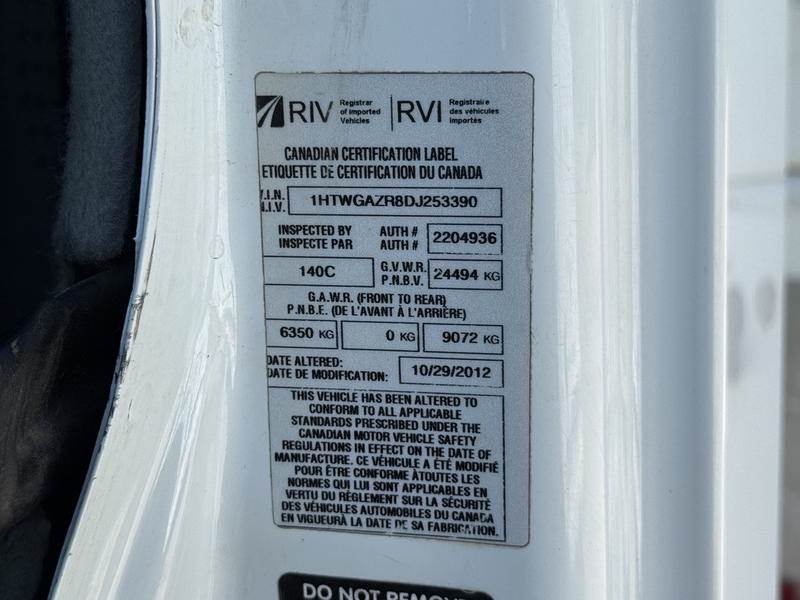 RIV Registrar of Imported Vehicles | RVI Registraire des véhicules importés
CANADIAN CERTIFICATION LABEL
ETIQUETTE DE CERTIFICATION DU CANADA
V.I.N. 1HTWGAZR8DJ253390
N.I.V.
INSPECTED BY AUTH # 2204936
INSPECTE PAR AUTH #
140C G.V.W.R. 24494 KG
P.N.B.V.
G.A.W.R. (FRONT TO REAR)
P.N.B.E. (DE L'AVANT À L'ARRIÈRE)
6350 KG 0 KG 9072 KG
DATE ALTERED: 10/29/2012
DATE DE MODIFICATION:
THIS VEHICLE HAS BEEN ALTERED TO
CONFORM TO ALL APPLICABLE
STANDARDS PRESCRIBED UNDER THE
CANADIAN MOTOR VEHICLE SAFETY
REGULATIONS IN EFFECT ON THE DATE OF
MANUFACTURE. CE VÉHICULE A ÉTÉ MODIFIÉ
POUR ÊTRE CONFORME ÀTOUTES LES
NORMES QUI LUI SONT APPLICABLES EN
VERTU DU RÈGLEMENT SUR LA SÉCURITÉ
DES VÉHICULES AUTOMOBILES DU CANADA
EN VIGUEURÀ LA DATE DE SA FABRICATION.
DO NOT REMOVE